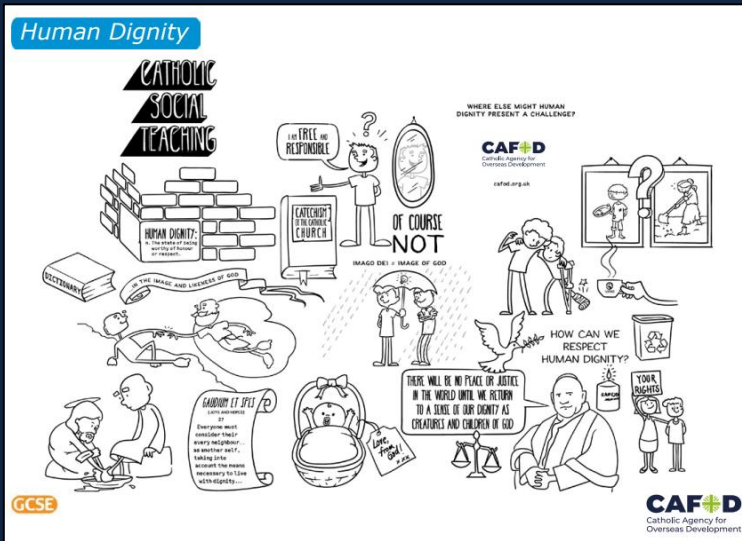 Human Dignity
CATHOLIC
SOCIAL
TEACHING
HUMAN DIGNITY:
n. The state of being
worthy of honour
or respect.
DICTIONARY
I AM FREE AND
RESPONSIBLE
?
CATECHISM
OF THE CATHOLIC
CHURCH
OF COURSE
NOT
IMAGO DEI = IMAGE OF GOD
WHERE ELSE MIGHT HUMAN
DIGNITY PRESENT A CHALLENGE?
CAFOD
Catholic Agency for
Overseas Development
cafod.org.uk
?
IN THE IMAGE AND LIKENESS OF GOD
HOW CAN WE
RESPECT
HUMAN DIGNITY?
GAUDIUM ET SPES
27
Everyone must
consider their
every neighbour..
as another self,
taking into
account the means
necessary to live
with dignity...
Love,
from
God!
xxx
THERE WILL BE NO PEACE OR JUSTICE
IN THE WORLD UNTIL WE RETURN
TO A SENSE OF OUR DIGNITY AS
CREATURES AND CHILDREN OF GOD
CAFOD
YOUR
RIGHTS
GCSE
CAFOD
Catholic Agency for
Overseas Development